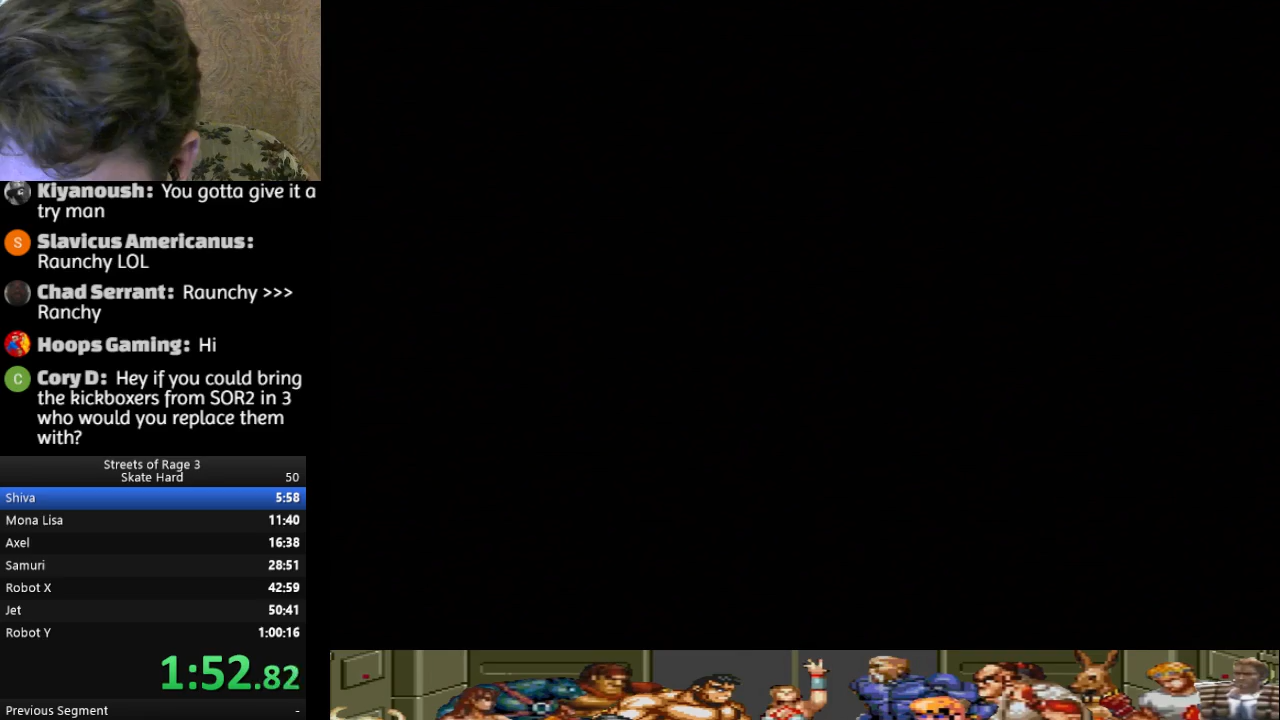 Kiyanoush: You gotta give it a
try man
S
Slavicus Americanus:
Raunchy LOL
Chad Serrant: Raunchy >>>
Ranchy
Hoops Gaming: Hi
C
Cory D: Hey if you could bring
the kickboxers from SOR2 in 3
who would you replace them
with?
Streets of Rage 3
Skate Hard 50
Shiva 5:58
Mona Lisa 11:40
Axel 16:38
Samuri 28:51
Robot X 42:59
Jet 50:41
Robot Y 1:00:16
1:52.82
Previous Segment -